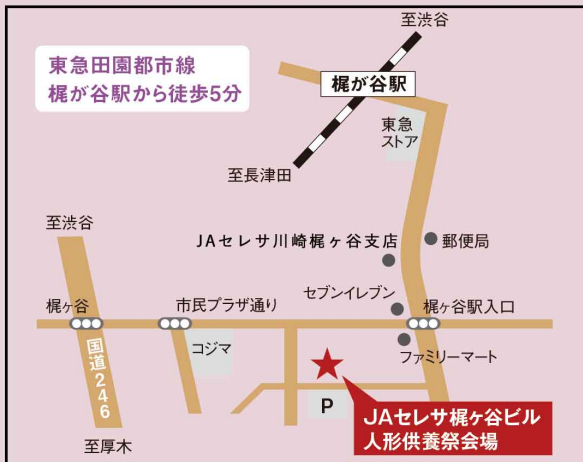 至渋谷
東急田園都市線
梶が谷駅から徒歩5分
梶が谷駅
東急
ストア
至長津田
至渋谷
JAセレサ川崎梶ヶ谷支店
郵便局
セブンイレブン
梶ヶ谷
市民プラザ通り
梶ヶ谷駅入口
国道246
コジマ
ファミリーマート
P
JAセレサ梶ヶ谷ビル
人形供養祭会場
至厚木